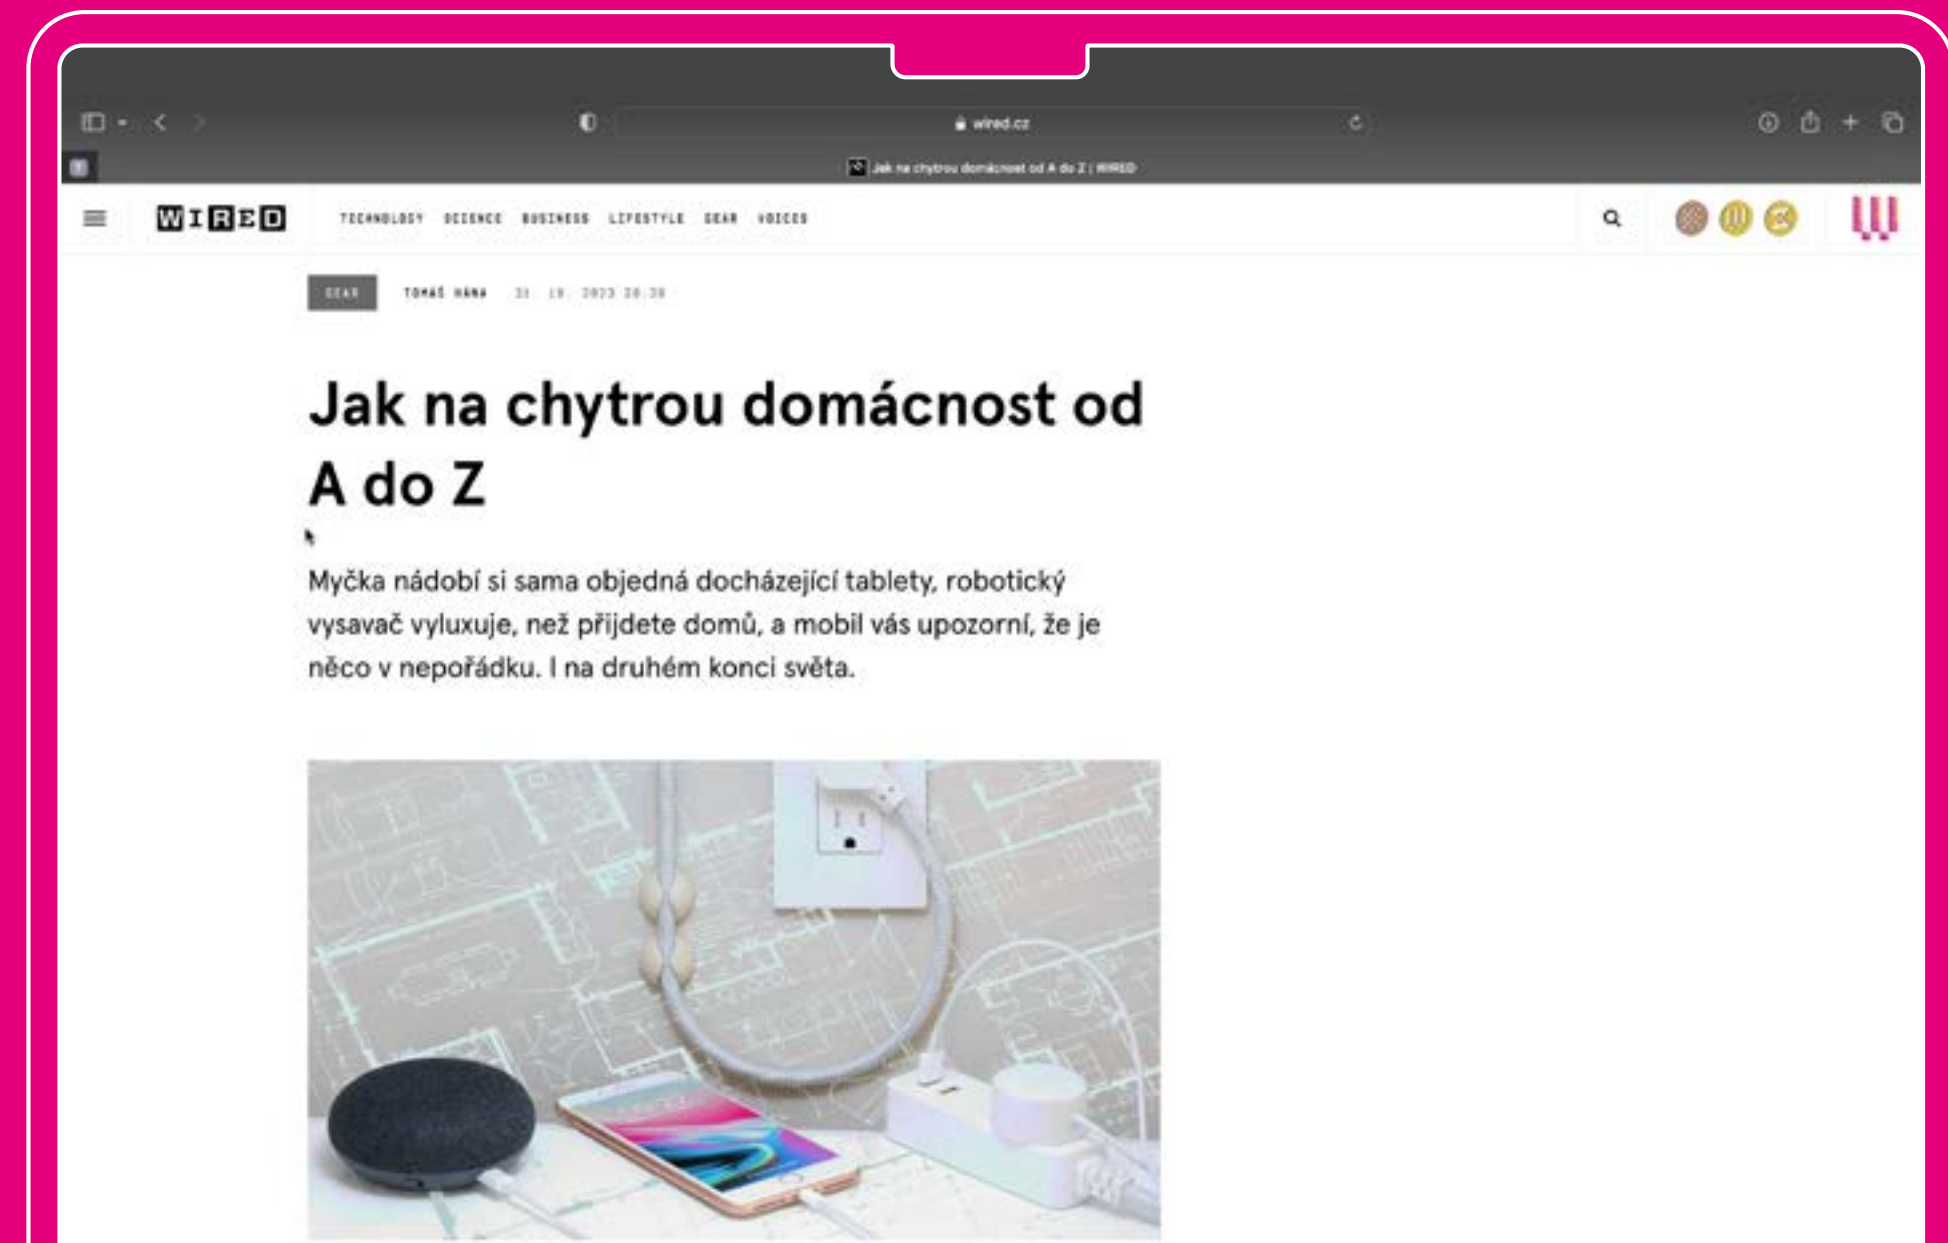 wired.cz
Jak na chytrou domácnost od A do Z | WIRED
WIRED
TECHNOLOGY SCIENCE BUSINESS LIFESTYLE GEAR VOICES
GEAR TOMÁŠ HÁNA
Jak na chytrou domácnost od
A do Z
Myčka nádobí si sama objedná docházející tablety, robotický
vysavač vyluxuje, než přijdete domů, a mobil vás upozorní, že je
něco v nepořádku. I na druhém konci světa.